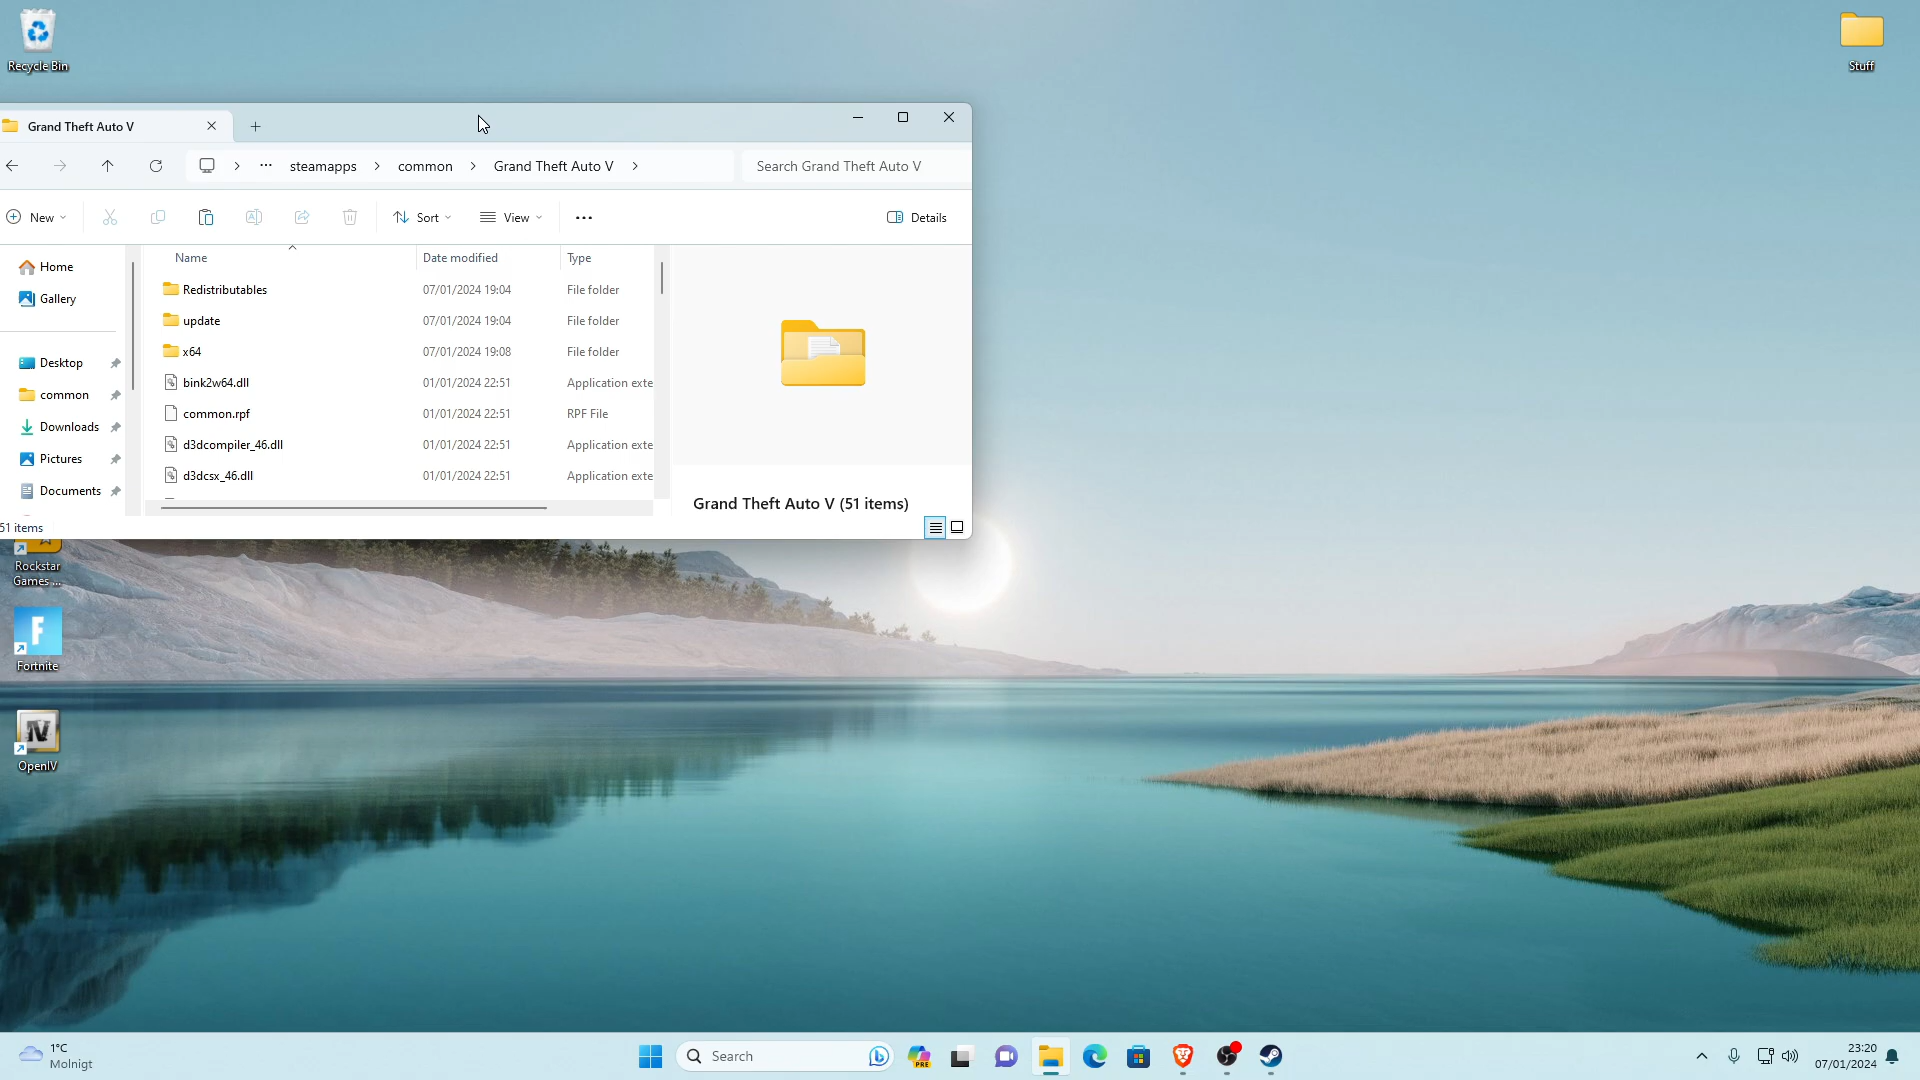 Recycle Bin
Stuff
Grand Theft Auto V
steamapps > common > Grand Theft Auto V >
Search Grand Theft Auto V
New
Sort
View
Details
Home
Gallery
Desktop
common
Downloads
Pictures
Documents
Name Date modified Type
Redistributables 07/01/2024 19:04 File folder
update 07/01/2024 19:04 File folder
x64 07/01/2024 19:08 File folder
bink2w64.dll 01/01/2024 22:51 Application exte
common.rpf 01/01/2024 22:51 RPF File
d3dcompiler_46.dll 01/01/2024 22:51 Application exte
d3dcsx_46.dll 01/01/2024 22:51 Application exte
Grand Theft Auto V (51 items)
51 items
Rockstar
Games ...
F
Fortnite
IV
OpenIV
1°C
Molnigt
Search
PRE
23:20
07/01/2024